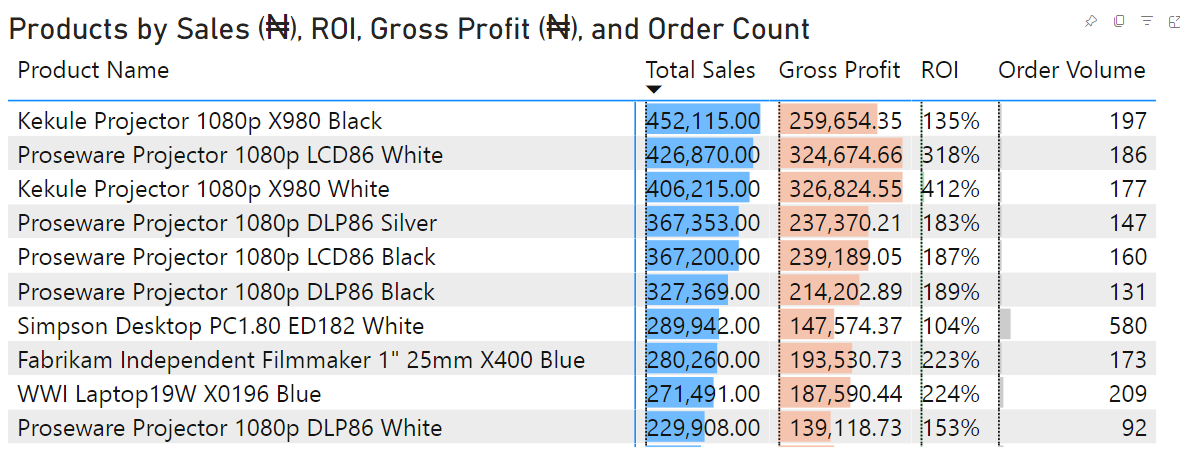 Products by Sales (₦), ROI, Gross Profit (₦), and Order Count
Product Name Total Sales Gross Profit ROI Order Volume
Kekule Projector 1080p X980 Black 452,115.00 259,654.35 135% 197
Proseware Projector 1080p LCD86 White 426,870.00 324,674.66 318% 186
Kekule Projector 1080p X980 White 406,215.00 326,824.55 412% 177
Proseware Projector 1080p DLP86 Silver 367,353.00 237,370.21 183% 147
Proseware Projector 1080p LCD86 Black 367,200.00 239,189.05 187% 160
Proseware Projector 1080p DLP86 Black 327,369.00 214,202.89 189% 131
Simpson Desktop PC1.80 ED182 White 289,942.00 147,574.37 104% 580
Fabrikam Independent Filmmaker 1" 25mm X400 Blue 280,260.00 193,530.73 223% 173
WWI Laptop19W X0196 Blue 271,491.00 187,590.44 224% 209
Proseware Projector 1080p DLP86 White 229,908.00 139,118.73 153% 92